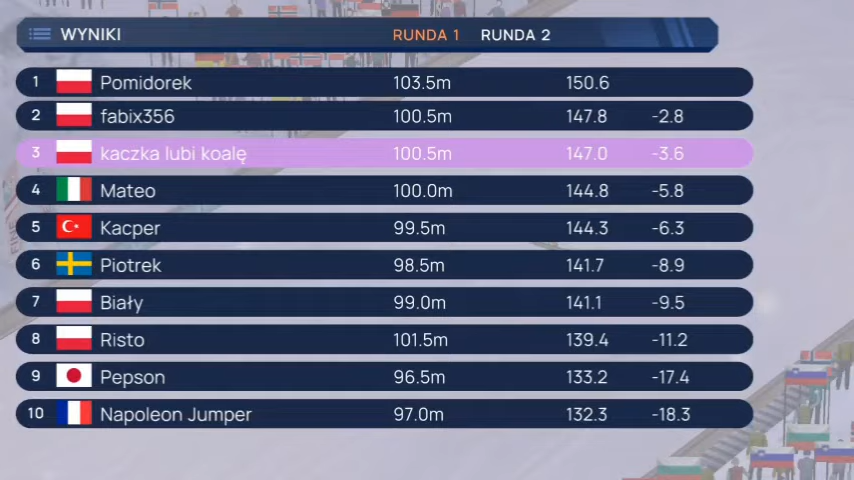 WYNIKI RUNDA 1 RUNDA 2
1 Pomidorek 103.5m 150.6
2 fabix356 100.5m 147.8 -2.8
3 kaczka lubi koalę 100.5m 147.0 -3.6
4 Mateo 100.0m 144.8 -5.8
5 Kacper 99.5m 144.3 -6.3
6 Piotrek 98.5m 141.7 -8.9
7 Biały 99.0m 141.1 -9.5
8 Risto 101.5m 139.4 -11.2
9 Pepson 96.5m 133.2 -17.4
10 Napoleon Jumper 97.0m 132.3 -18.3